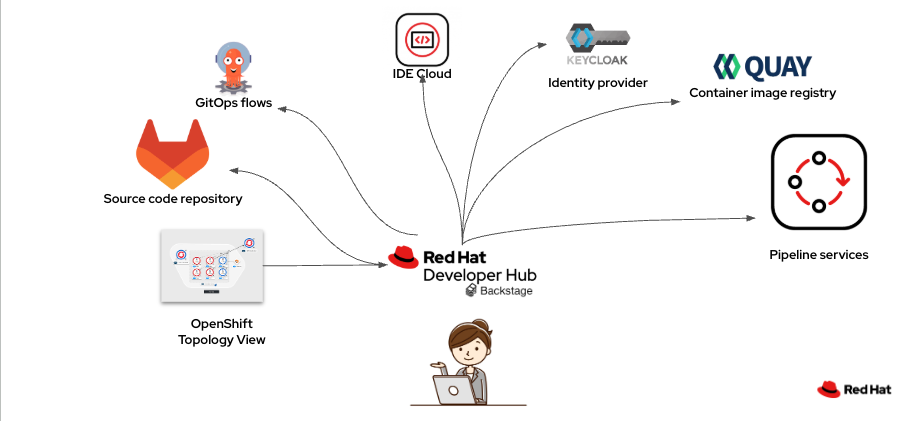 IDE Cloud
KEYCLOAK
Identity provider
QUAY
Container image registry
GitOps flows
Source code repository
Pipeline services
OpenShift
Topology View
Red Hat
Developer Hub
Backstage
Red Hat